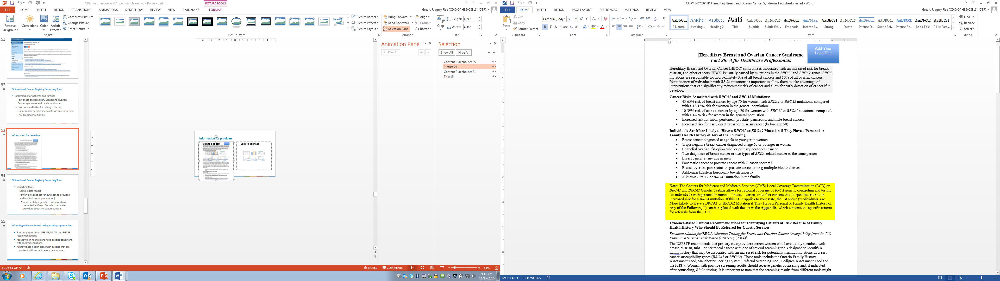 CDC_web_resources GA_webinar cleared v5 - PowerPoint
PICTURE TOOLS
FILE HOME INSERT DESIGN TRANSITIONS ANIMATIONS SLIDE SHOW REVIEW VIEW EndNote X7 FORMAT
Green, Ridgely Fisk (CDC/OPHSS/CSELS) (CTR)
Remove Background
Corrections
Color
Artistic Effects
Compress Pictures
Change Picture
Reset Picture
Adjust
Picture Styles
Picture Border
Picture Effects
Picture Layout
Bring Forward
Send Backward
Selection Pane
Align
Group
Rotate
Arrange
Crop
Height: 4.74"
Width: 4.36"
Size
51
52
Bidirectional Cancer Registry Reporting Tools
Information for patients and families
– Fact sheet on Hereditary Breast and Ovarian
Cancer syndrome and Lynch syndrome
– Brochure and letter for talking to family
– List of cancer genetic specialists for state or region
– FAQ on cancer registries
53
Information for providers
54
Bidirectional Cancer Registry Reporting Tools
Reporting tools
– Sample data report
– PowerPoint slide set for outreach to providers
and institutions (in preparation)
• In some states, genetic counselors have
presented at Grand Rounds to educate
providers about hereditary cancers
55
Informing evidence-based policy making: approaches
• Educate payers about USPSTF, NCCN, and EGAPP
recommendations
• Assess which health plans have policies consistent
with recommendations
• Acknowledge health plans with policies that are
consistent with current recommendations
4 3 2 1 0 1 2 3 4
Information for providers
• Click to add text
• Click to add text
Animation Pane
Play All
Selection
Show All Hide All
Content Placeholder 25
Picture 24
Content Placeholder 21
Title 15
SLIDE 53 OF 70
NOTES COMMENTS 33%
9:47 AM
11/15/2016
COPY_NCCDPHP_Hereditary Breast and Ovarian Cancer Syndrome Fact Sheet.cleared - Word
FILE HOME INSERT DESIGN PAGE LAYOUT REFERENCES MAILINGS REVIEW VIEW
Green, Ridgely Fisk (CDC/OPHSS/CSELS) (CTR)
Paste
Cut
Copy
Format Painter
Clipboard
Cambria (Body 12
Font
Paragraph
¶ Normal Heading 1 Heading 2 Title Subtitle Subtle Em... Emphasis Intense E... Strong Quote Intense Q... Subtle Ref... Intense Re... Book Title ¶ List Para...
Styles
Find
Replace
Select
Editing
Add Your
Logo Here
Hereditary Breast and Ovarian Cancer Syndrome
Fact Sheet for Healthcare Professionals
Hereditary Breast and Ovarian Cancer (HBOC) syndrome is associated with an increased risk for breast,
ovarian, and other cancers. HBOC is usually caused by mutations in the BRCA1 and BRCA2 genes. BRCA
mutations are responsible for approximately 3% of all breast cancers and 10% of all ovarian cancers.
Identification of individuals with BRCA mutations is important to allow them to take advantage of
interventions that can significantly reduce their risk of cancer and allow for early detection of cancer if it
develops.
Cancer Risks Associated with BRCA1 and BRCA2 Mutations:
• 45-65% risk of breast cancer by age 70 for women with BRCA1 or BRCA2 mutations, compared
with a 12-13% risk for women in the general population.
• 10-39% risk of ovarian cancer by age 70 for women with BRCA1 or BRCA2 mutations, compared
with a 1-2% risk for women in the general population
• Increased risk for tubal, peritoneal, prostate, pancreatic, and male breast cancers
• Increased risk for early onset breast or ovarian cancer (before age 50)
Individuals Are More Likely to Have a BRCA1 or BRCA2 Mutation if They Have a Personal or
Family Health History of Any of the Following:
• Breast cancer diagnosed at age 50 or younger in women
• Triple negative breast cancer diagnosed at age 60 or younger in women
• Epithelial ovarian, fallopian tube, or primary peritoneal cancer
• Two diagnoses of breast cancer or two types of BRCA-related cancer in the same person
• Breast cancer at any age in men
• Pancreatic cancer or prostate cancer with Gleason score =7
• Breast, ovarian, pancreatic, or prostate cancer among multiple blood relatives
• Ashkenazi (Eastern European) Jewish ancestry
• A known BRCA1 or BRCA2 mutation in the family
Note: The Centers for Medicare and Medicaid Services (CMS) Local Coverage Determination (LCD) on
BRCA1 and BRCA2 Genetic Testing allows for regional coverage of BRCA genetic counseling and testing
for individuals with personal histories of breast, ovarian, and other cancers that fit specific criteria for
increased risk for a BRCA mutation. If this LCD applies to your state, the list above ("Individuals Are
More Likely to Have a BRCA1 or BRCA2 Mutation if They Have a Personal or Family Health History of
Any of the Following:") can be replaced with the list in the Appendix, which contains the specific criteria
for referrals from the LCD.
Evidence-Based Clinical Recommendations for Identifying Patients at Risk Because of Family
Health History Who Should Be Referred for Genetic Services
Recommendation for BRCA Mutation Testing for Breast and Ovarian Cancer Susceptibility from the U.S.
Preventive Services Task Force (USPSTF) (2014)1
The USPSTF recommends that primary care providers screen women who have family members with
breast, ovarian, tubal, or peritoneal cancer with one of several screening tools designed to identify a
family history that may be associated with an increased risk for potentially harmful mutations in breast
cancer susceptibility genes (BRCA1 or BRCA2). These tools include the Ontario Family History
Assessment Tool, Manchester Scoring System, Referral Screening Tool, Pedigree Assessment Tool and
the FHS-7. Women with positive screening results should receive genetic counseling and, if indicated
after counseling, BRCA testing. It is important to note that the screening results from different tools might
PAGE 1 OF 4 1534 WORDS